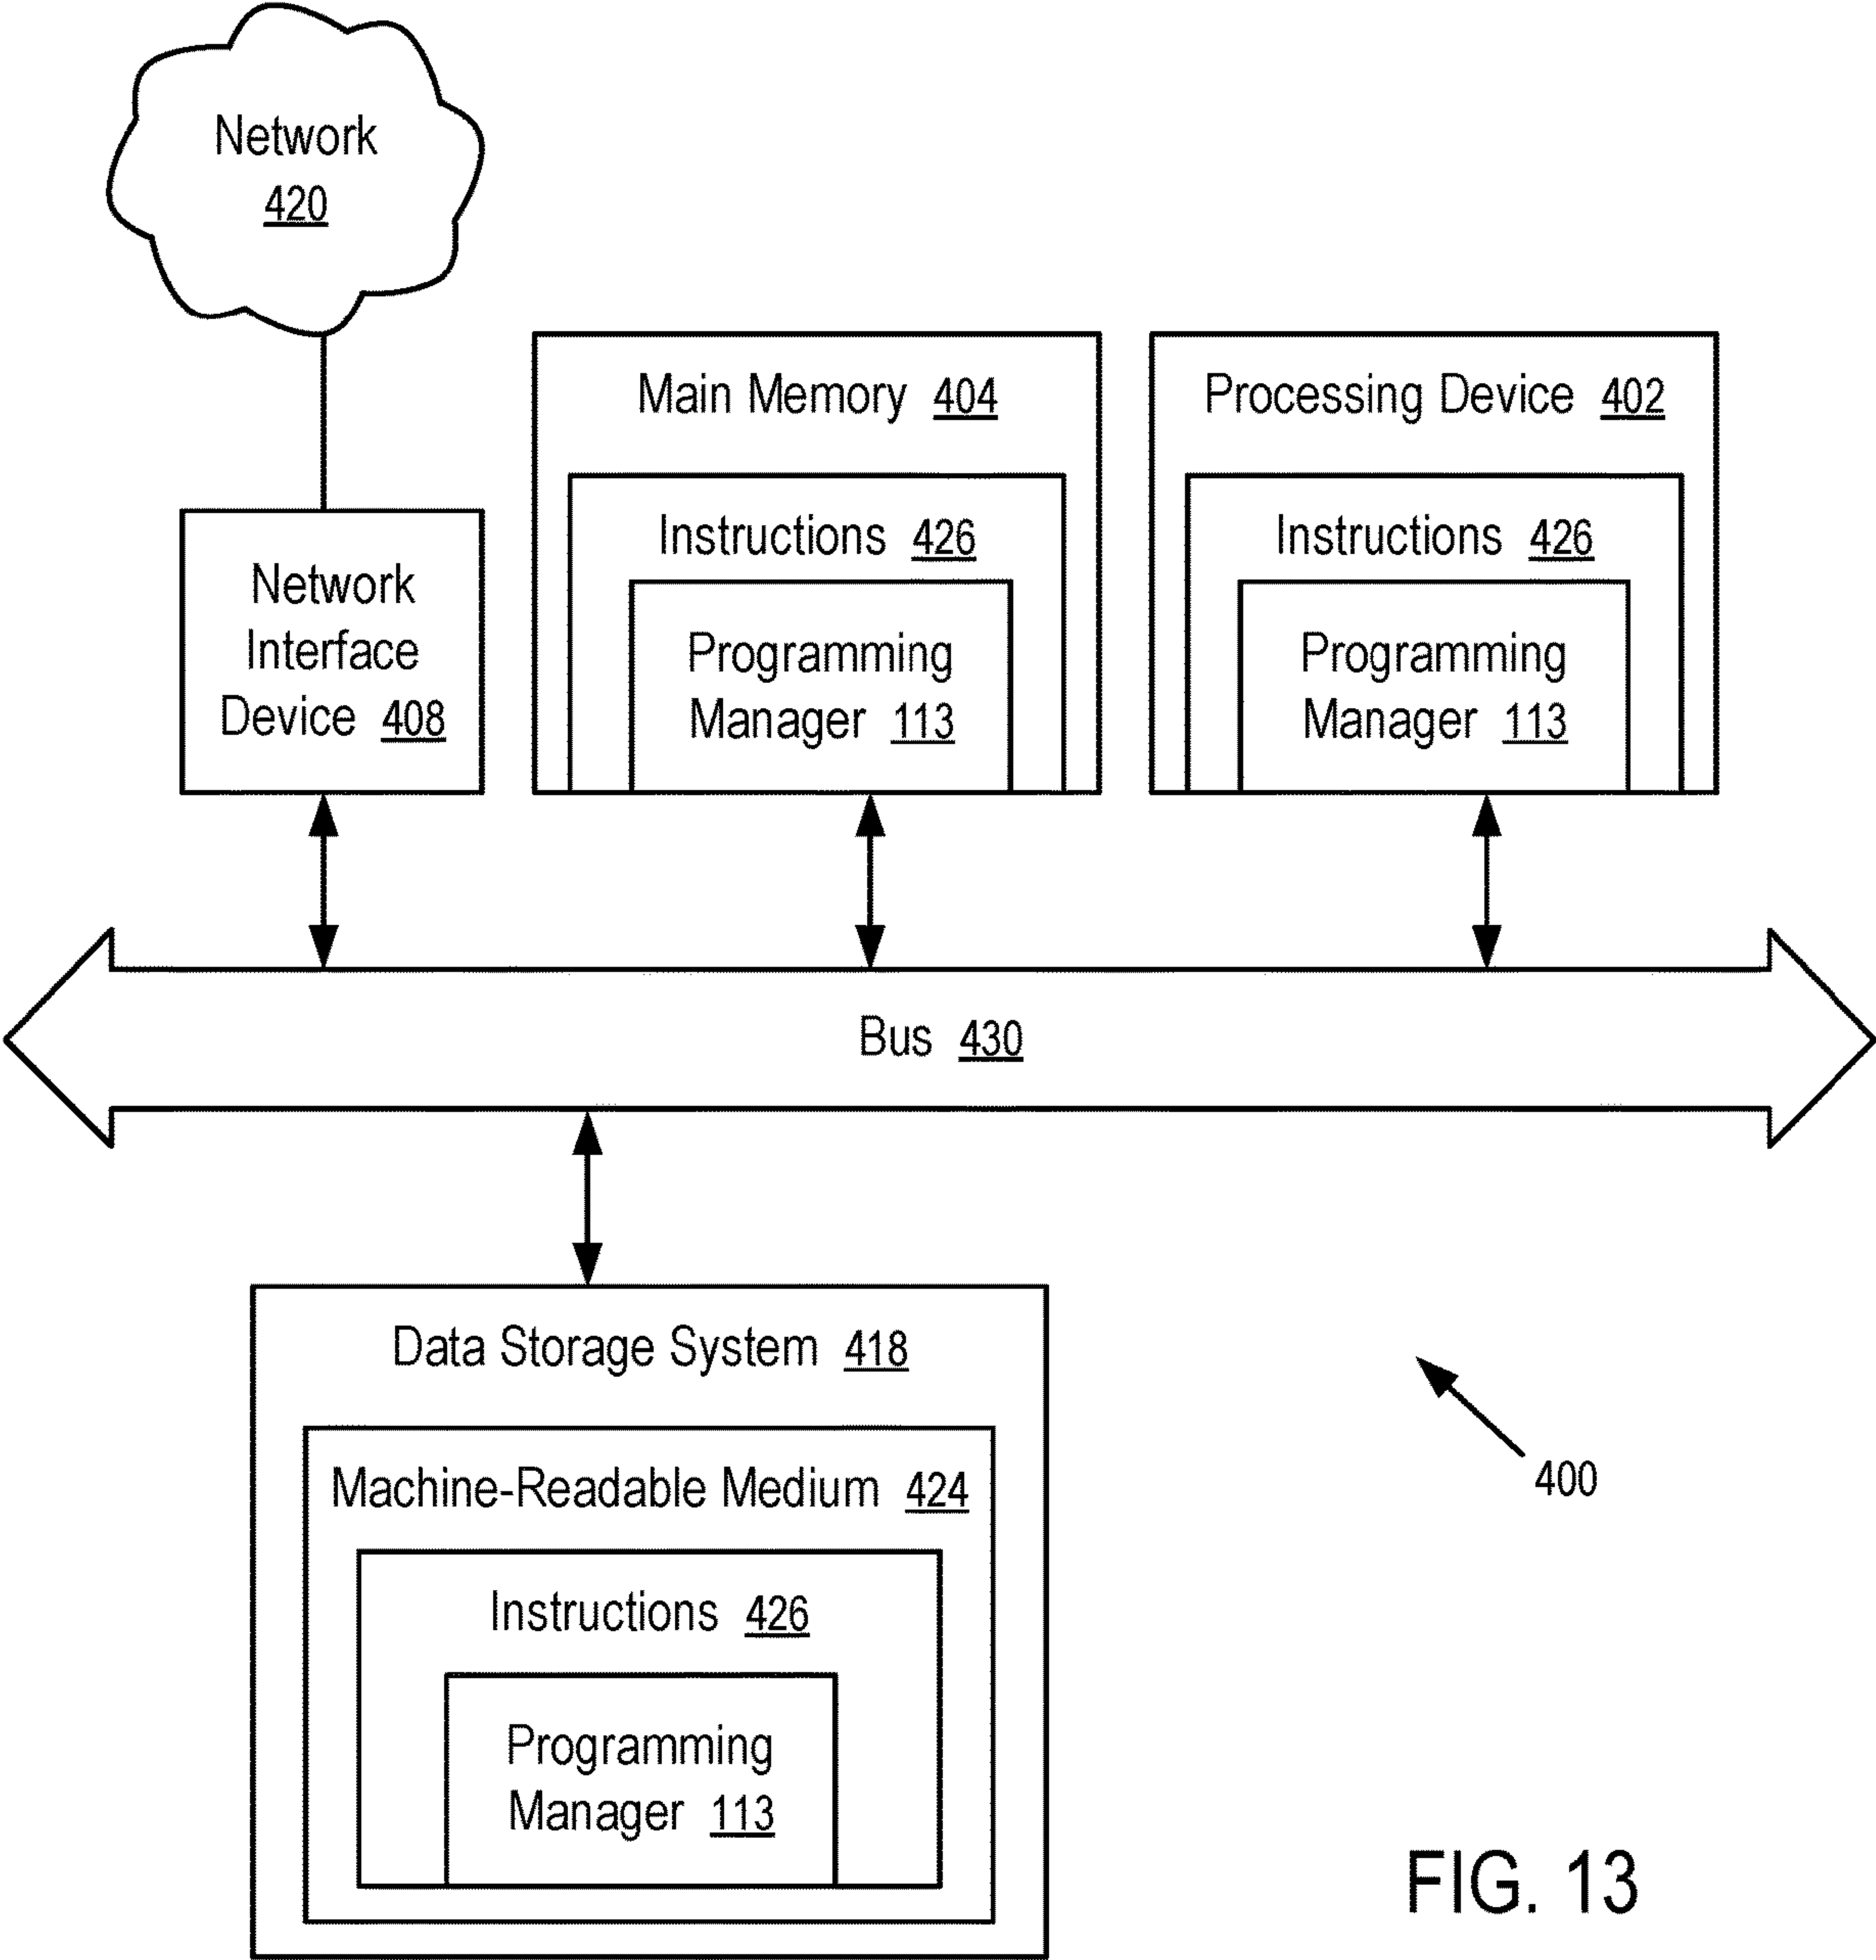 Network
420
Main Memory 404
Processing Device 402
Instructions 426
Instructions 426
Network
Interface
Device 408
Programming
Manager 113
Programming
Manager 113
Bus 430
Data Storage System 418
Machine-Readable Medium 424
Instructions 426
Programming
Manager 113
400
FIG. 13